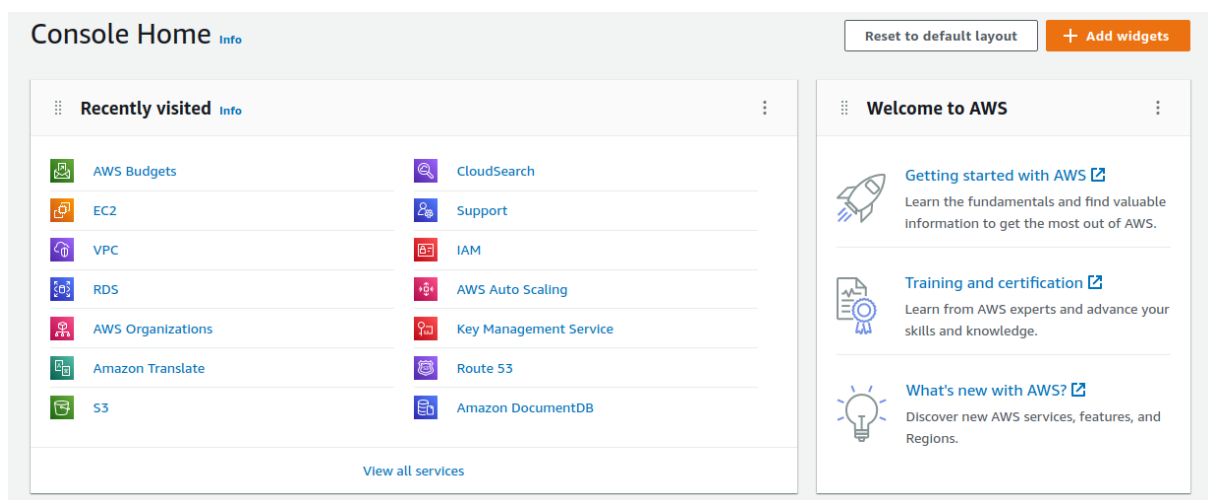 Console Home Info
Reset to default layout
+ Add widgets
Recently visited Info
AWS Budgets
EC2
VPC
RDS
AWS Organizations
Amazon Translate
S3
CloudSearch
Support
IAM
AWS Auto Scaling
Key Management Service
Route 53
Amazon DocumentDB
View all services
Welcome to AWS
Getting started with AWS
Learn the fundamentals and find valuable
information to get the most out of AWS.
Training and certification
Learn from AWS experts and advance your
skills and knowledge.
What's new with AWS?
Discover new AWS services, features, and
Regions.